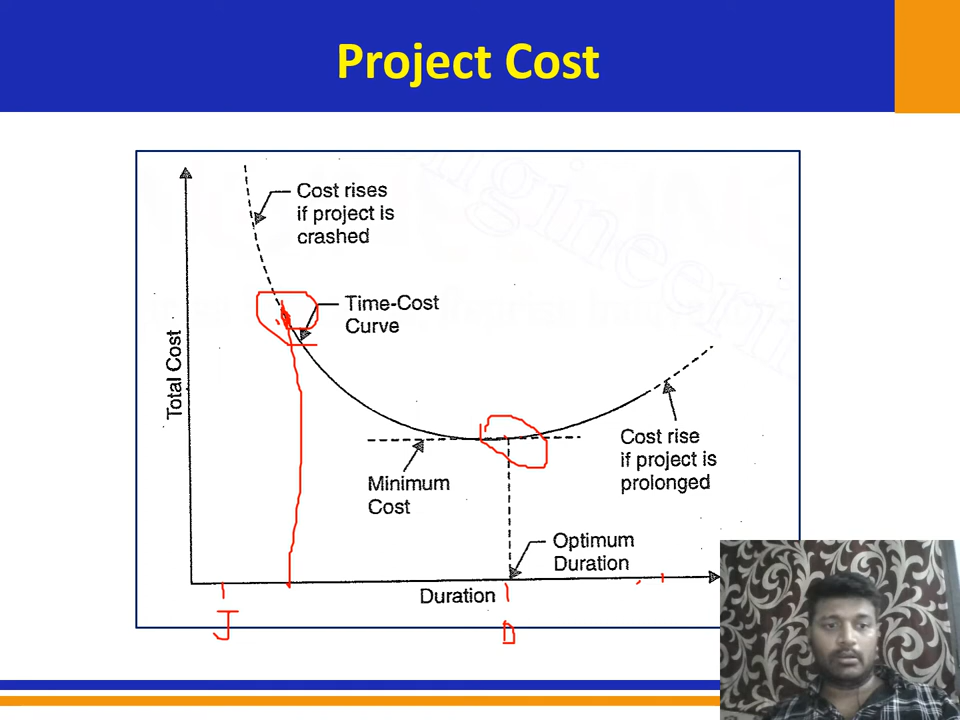 Project Cost
Cost rises
if project is
crashed
Time-Cost
Curve
Total Cost
Cost rise
if project is
prolonged
Minimum
Cost
Optimum
Duration
Duration
J
D